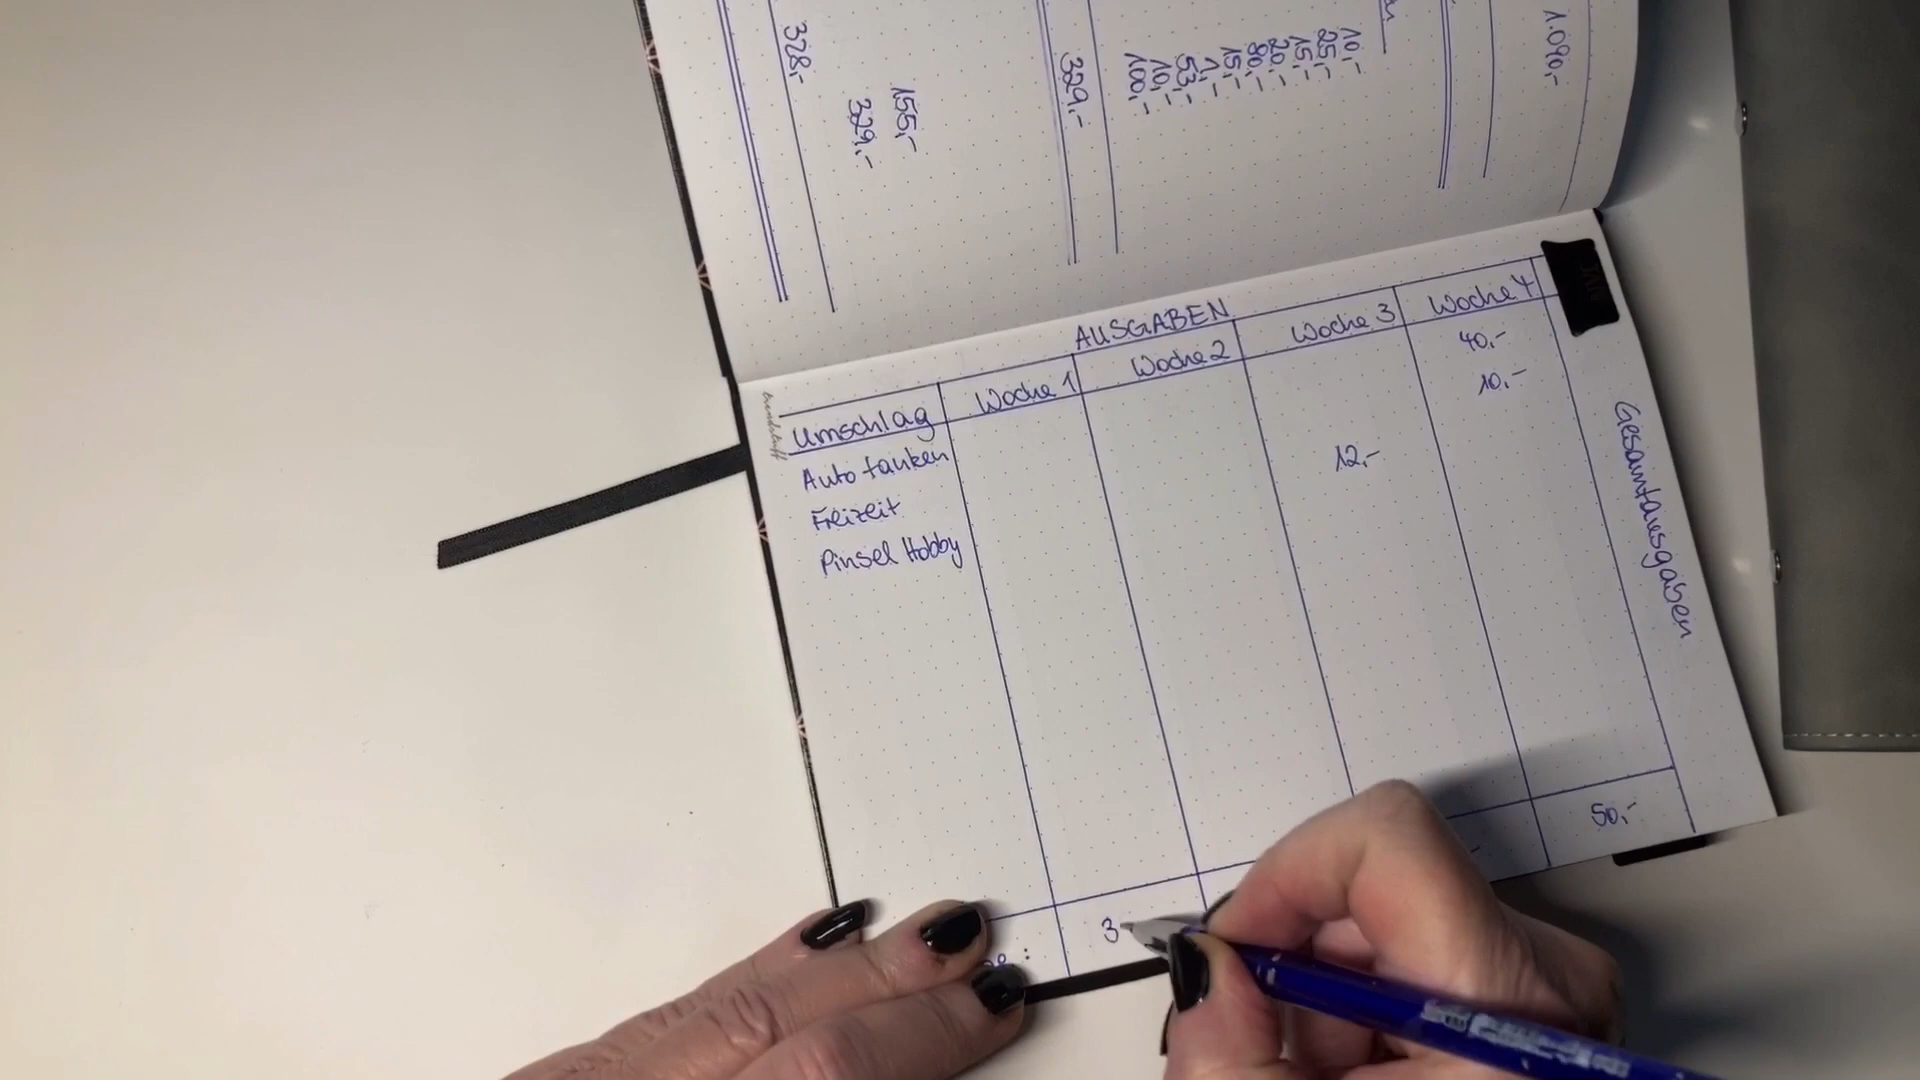 1.090,-
10,-
25,-
15,-
20,-
80,-
15,-
1,-
53,-
10,-
100,-
329,-
155,-
329,-
328,-
AUSGABEN
Umschlag Woche 1 Woche 2 Woche 3 Woche 4
Gesamtausgaben
Auto tanken 40,-
Freizeit 10,-
Pinsel Hobby 12,-
3 50,-